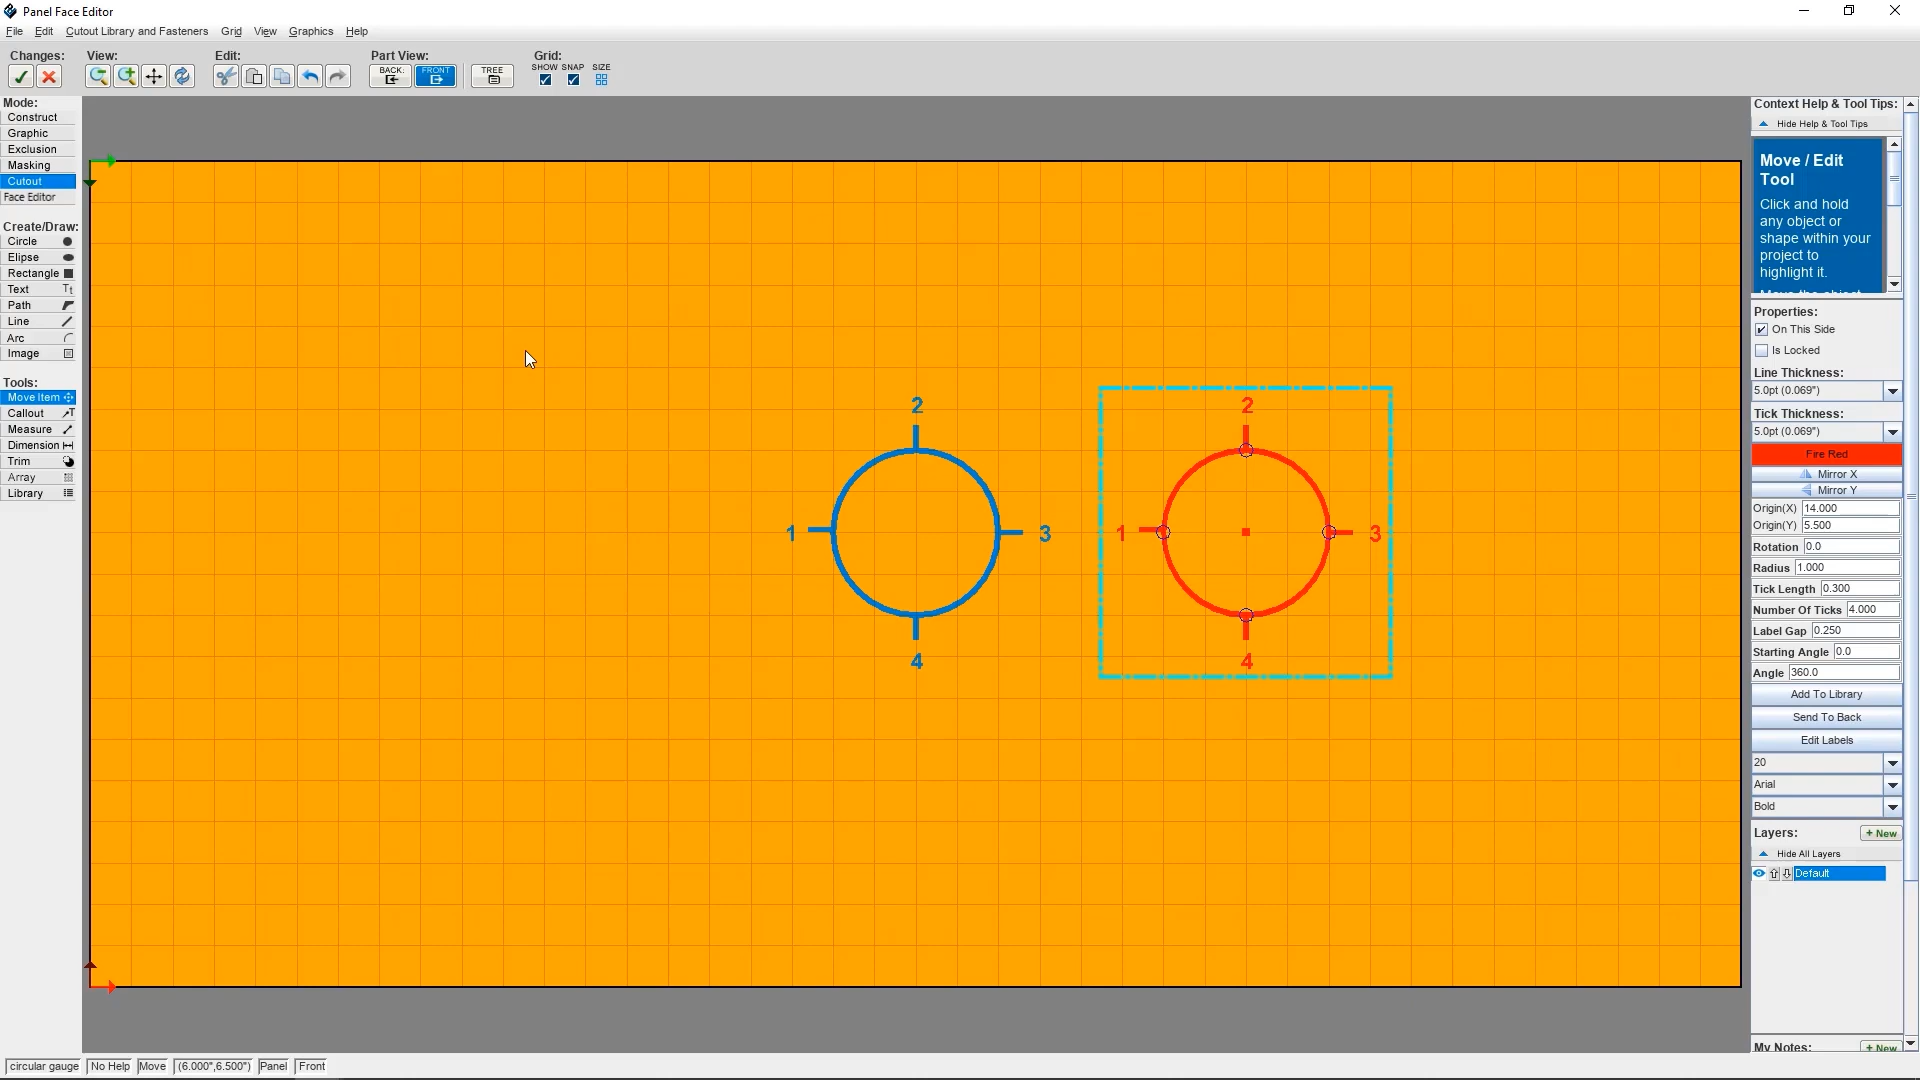 Panel Face Editor
File Edit Cutout Library and Fasteners Grid View Graphics Help
Changes: View: Edit: Part View: Grid:
BACK: FRONT TREE SHOW SNAP SIZE
Mode:
Construct
Graphic
Exclusion
Masking
Cutout
Face Editor
Create/Draw:
Circle
Elipse
Rectangle
Text Tt
Path
Line
Arc
Image
Tools:
Move Item
Callout
Measure
Dimension
Trim
Array
Library
2
1 3
4
2
1 3
4
Context Help & Tool Tips:
Hide Help & Tool Tips
Move / Edit
Tool
Click and hold
any object or
shape within your
project to
highlight it.
Move the object
Properties:
On This Side
Is Locked
Line Thickness:
5.0pt (0.069")
Tick Thickness:
5.0pt (0.069")
Fire Red
Mirror X
Mirror Y
Origin(X) 14.000
Origin(Y) 5.500
Rotation 0.0
Radius 1.000
Tick Length 0.300
Number Of Ticks 4.000
Label Gap 0.250
Starting Angle 0.0
Angle 360.0
Add To Library
Send To Back
Edit Labels
20
Arial
Bold
Layers: + New
Hide All Layers
Default
My Notes: + New
circular gauge No Help Move (6.000",6.500") Panel Front